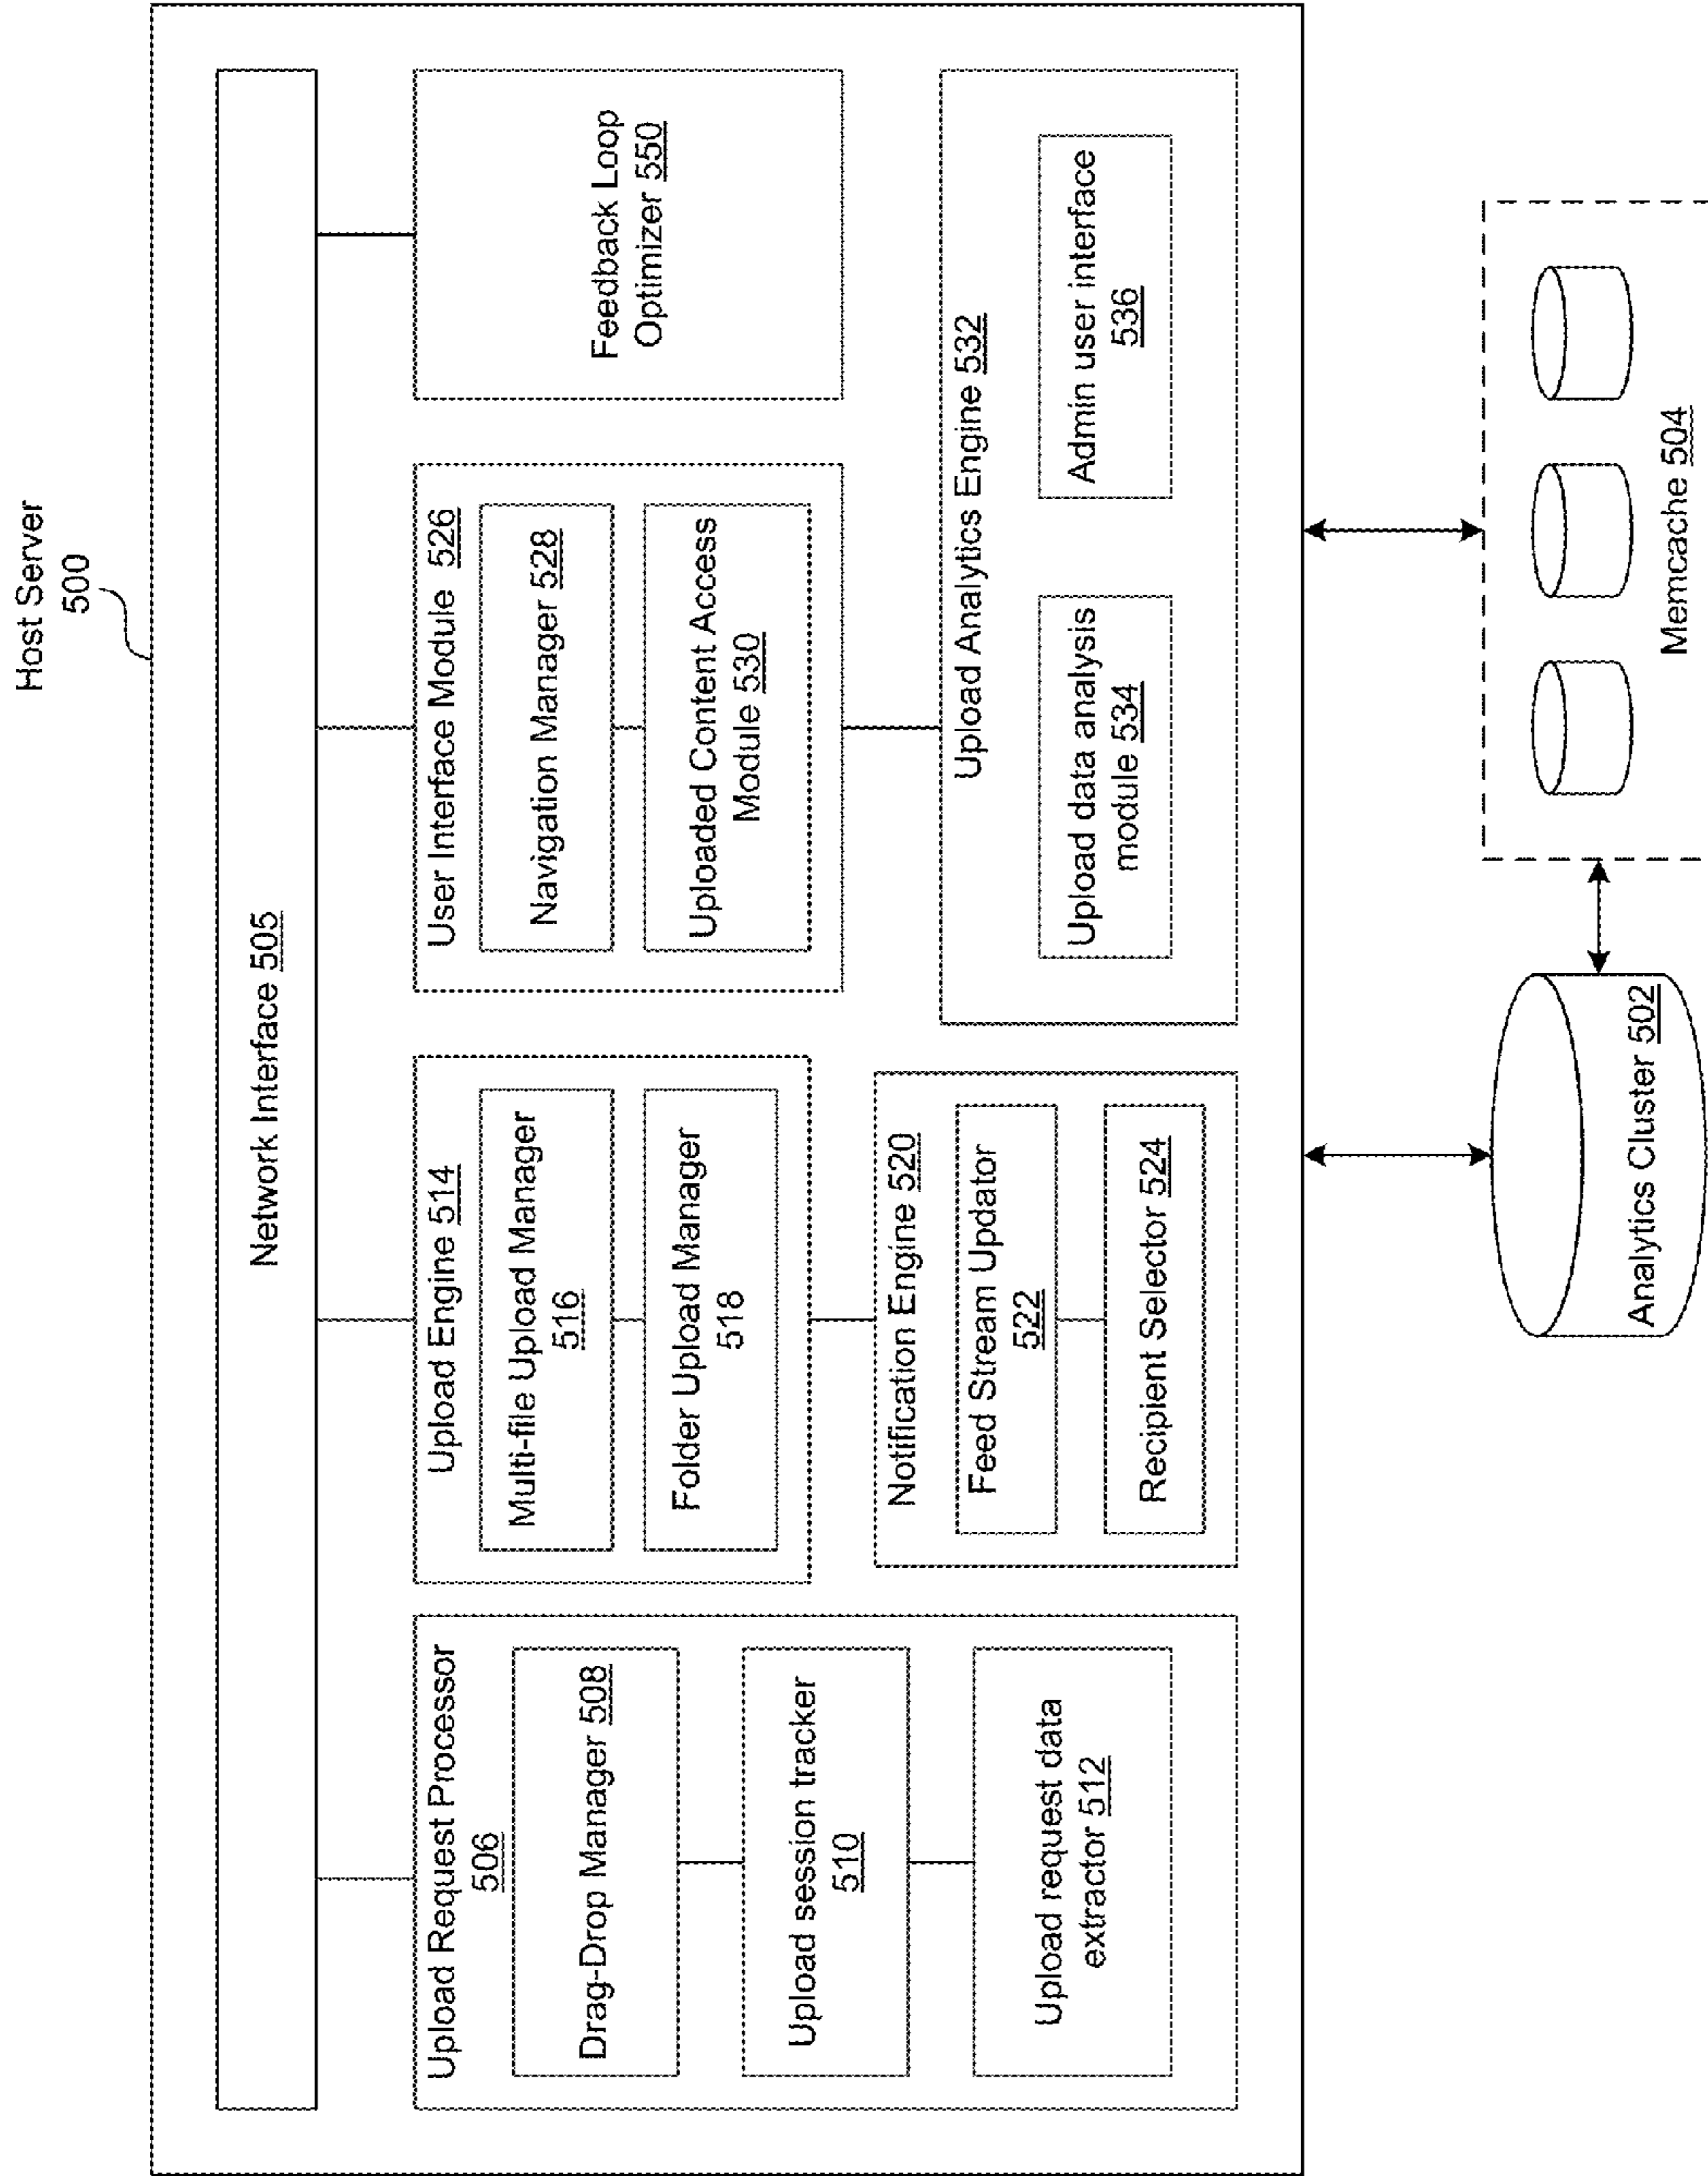 Host Server
500
Network Interface 505
Upload Request Processor
506
Drag-Drop Manager 508
Upload session tracker
510
Upload request data
extractor 512
Upload Engine 514
Multi-file Upload Manager
516
Folder Upload Manager
518
Notification Engine 520
Feed Stream Updator
522
Recipient Selector 524
User Interface Module 526
Navigation Manager 528
Uploaded Content Access
Module 530
Feedback Loop
Optimizer 550
Upload Analytics Engine 532
Upload data analysis
module 534
Admin user interface
536
Analytics Cluster 502
Memcache 504